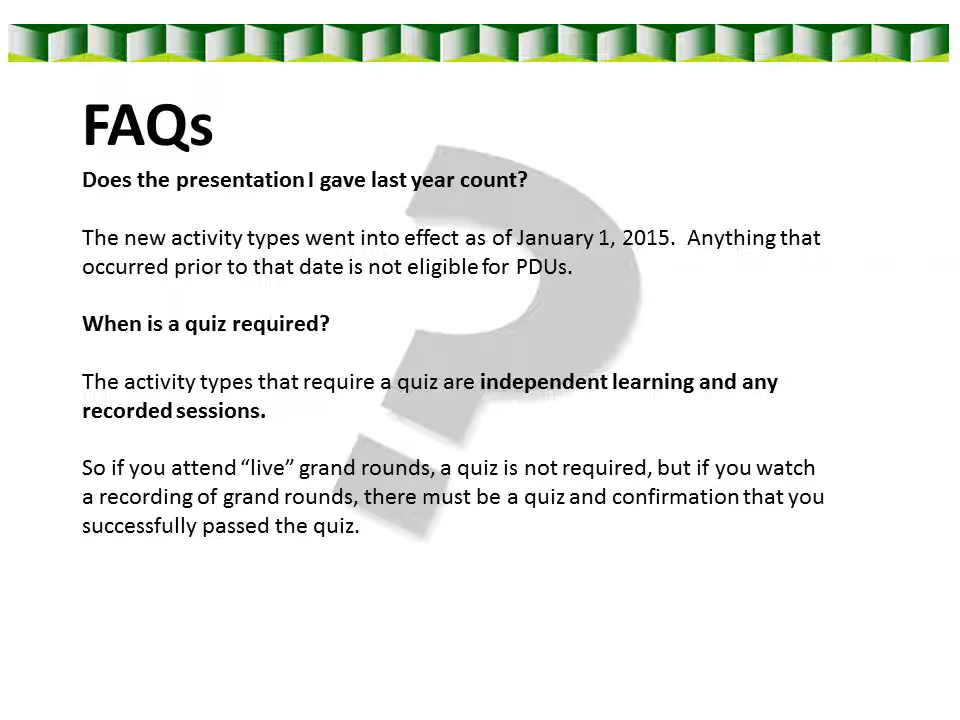 FAQs
Does the presentation I gave last year count?
The new activity types went into effect as of January 1, 2015.  Anything that
occurred prior to that date is not eligible for PDUs.
When is a quiz required?
The activity types that require a quiz are independent learning and any
recorded sessions.
So if you attend “live” grand rounds, a quiz is not required, but if you watch
a recording of grand rounds, there must be a quiz and confirmation that you
successfully passed the quiz.